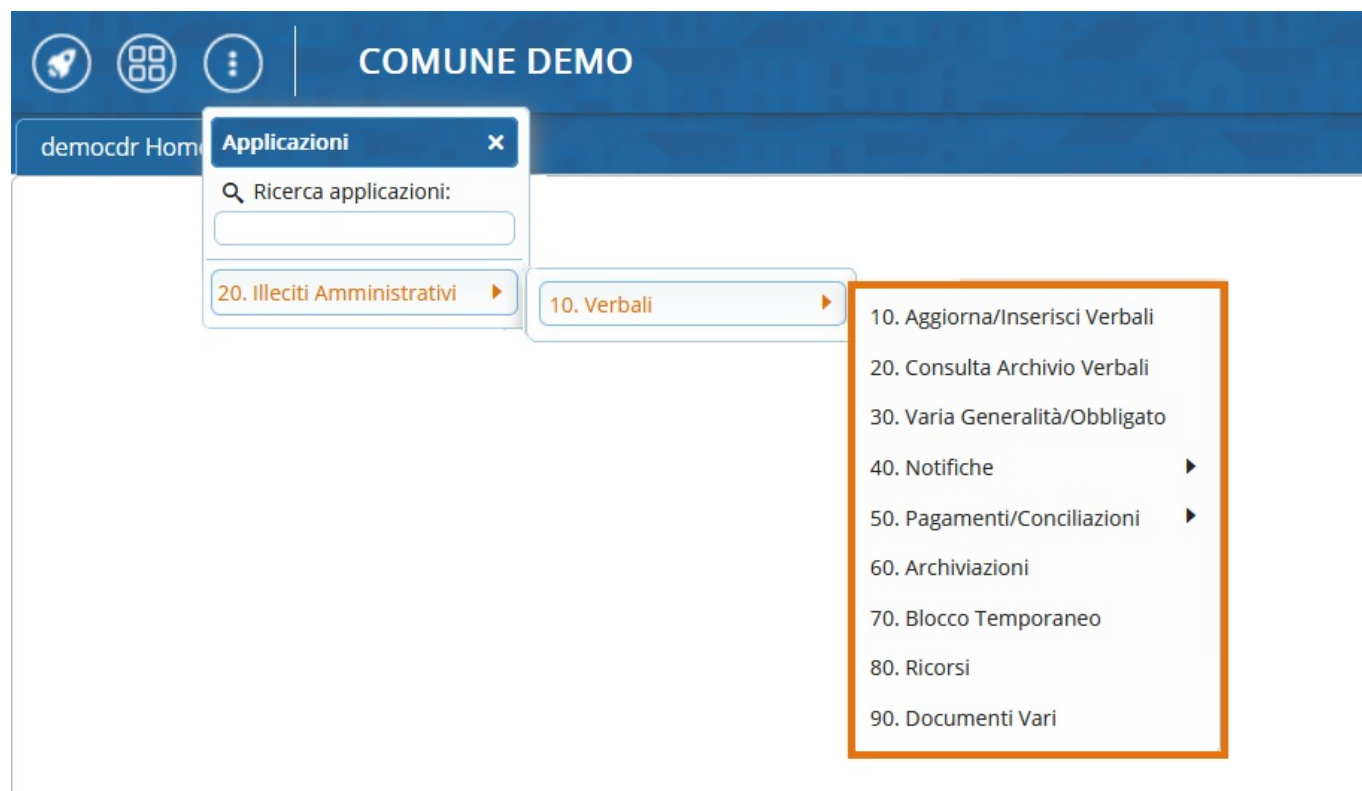 COMUNE DEMO
democdr Home
Applicazioni
Ricerca applicazioni:
20. Illeciti Amministrativi
10. Verbali
10. Aggiorna/Inserisci Verbali
20. Consulta Archivio Verbali
30. Varia Generalità/Obbligato
40. Notifiche
50. Pagamenti/Conciliazioni
60. Archiviazioni
70. Blocco Temporaneo
80. Ricorsi
90. Documenti Vari